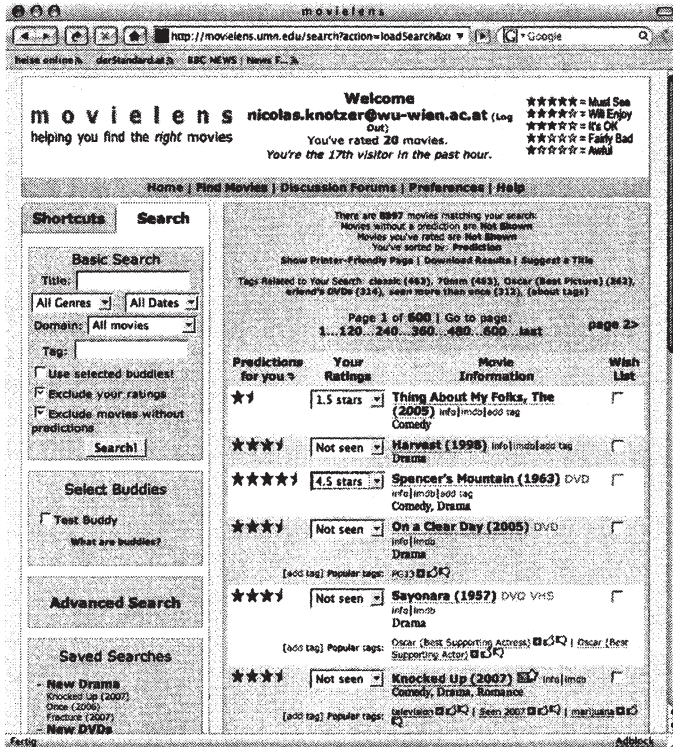 movielens
http://movielens.umn.edu/search?action=loadSearch&xı
Google
heise online
derStandard.at
BBC NEWS | News F...
movielens
helping you find the right movies
Welcome
nicolas.knotzer@wu-wien.ac.at (Log Out)
You've rated 20 movies.
You're the 17th visitor in the past hour.
★★★★★ = Must See
★★★★☆ = Will Enjoy
★★★☆☆ = It's OK
★★☆☆☆ = Fairly Bad
★☆☆☆☆ = Awful
Home | Find Movies | Discussion Forums | Preferences | Help
Shortcuts
Search
Basic Search
Title:
All Genres
All Dates
Domain: All movies
Tag:
Use selected buddies!
Exclude your ratings
Exclude movies without predictions
Search!
Select Buddies
Test Buddy
What are buddies?
Advanced Search
Saved Searches
- New Drama
Knocked Up (2007)
Once (2006)
Fracture (2007)
- New DVDs
There are 8997 movies matching your search:
Movies without a prediction are Not Shown
Movies you've rated are Not Shown
You've sorted by: Prediction
Show Printer-Friendly Page | Download Results | Suggest a Title
Tags Related to Your Search: classic (463), 70mm (453), Oscar (Best Picture) (362),
erlend's DVDs (314), seen more than once (312), (about tags)
Page 1 of 600 | Go to page:
1...120...240...360...480...600...last
page 2>
Predictions for you
Your Ratings
Movie Information
Wish List
1.5 stars
Thing About My Folks, The (2005) info|imdb|add tag
Comedy
Not seen
Harvest (1998) info|imdb|add tag
Drama
4.5 stars
Spencer's Mountain (1963) DVD
info|imdb|add tag
Comedy, Drama
Not seen
On a Clear Day (2005) DVD
info|imdb
Drama
[add tag] Popular tags: PG13
Not seen
Sayonara (1957) DVD VHS
info|imdb
Drama
[add tag] Popular tags: Oscar (Best Supporting Actress) | Oscar (Best Supporting Actor)
Not seen
Knocked Up (2007) info|imdb
Comedy, Drama, Romance
[add tag] Popular tags: television | Seen 2007 | marijuana
Fertig
Adblock